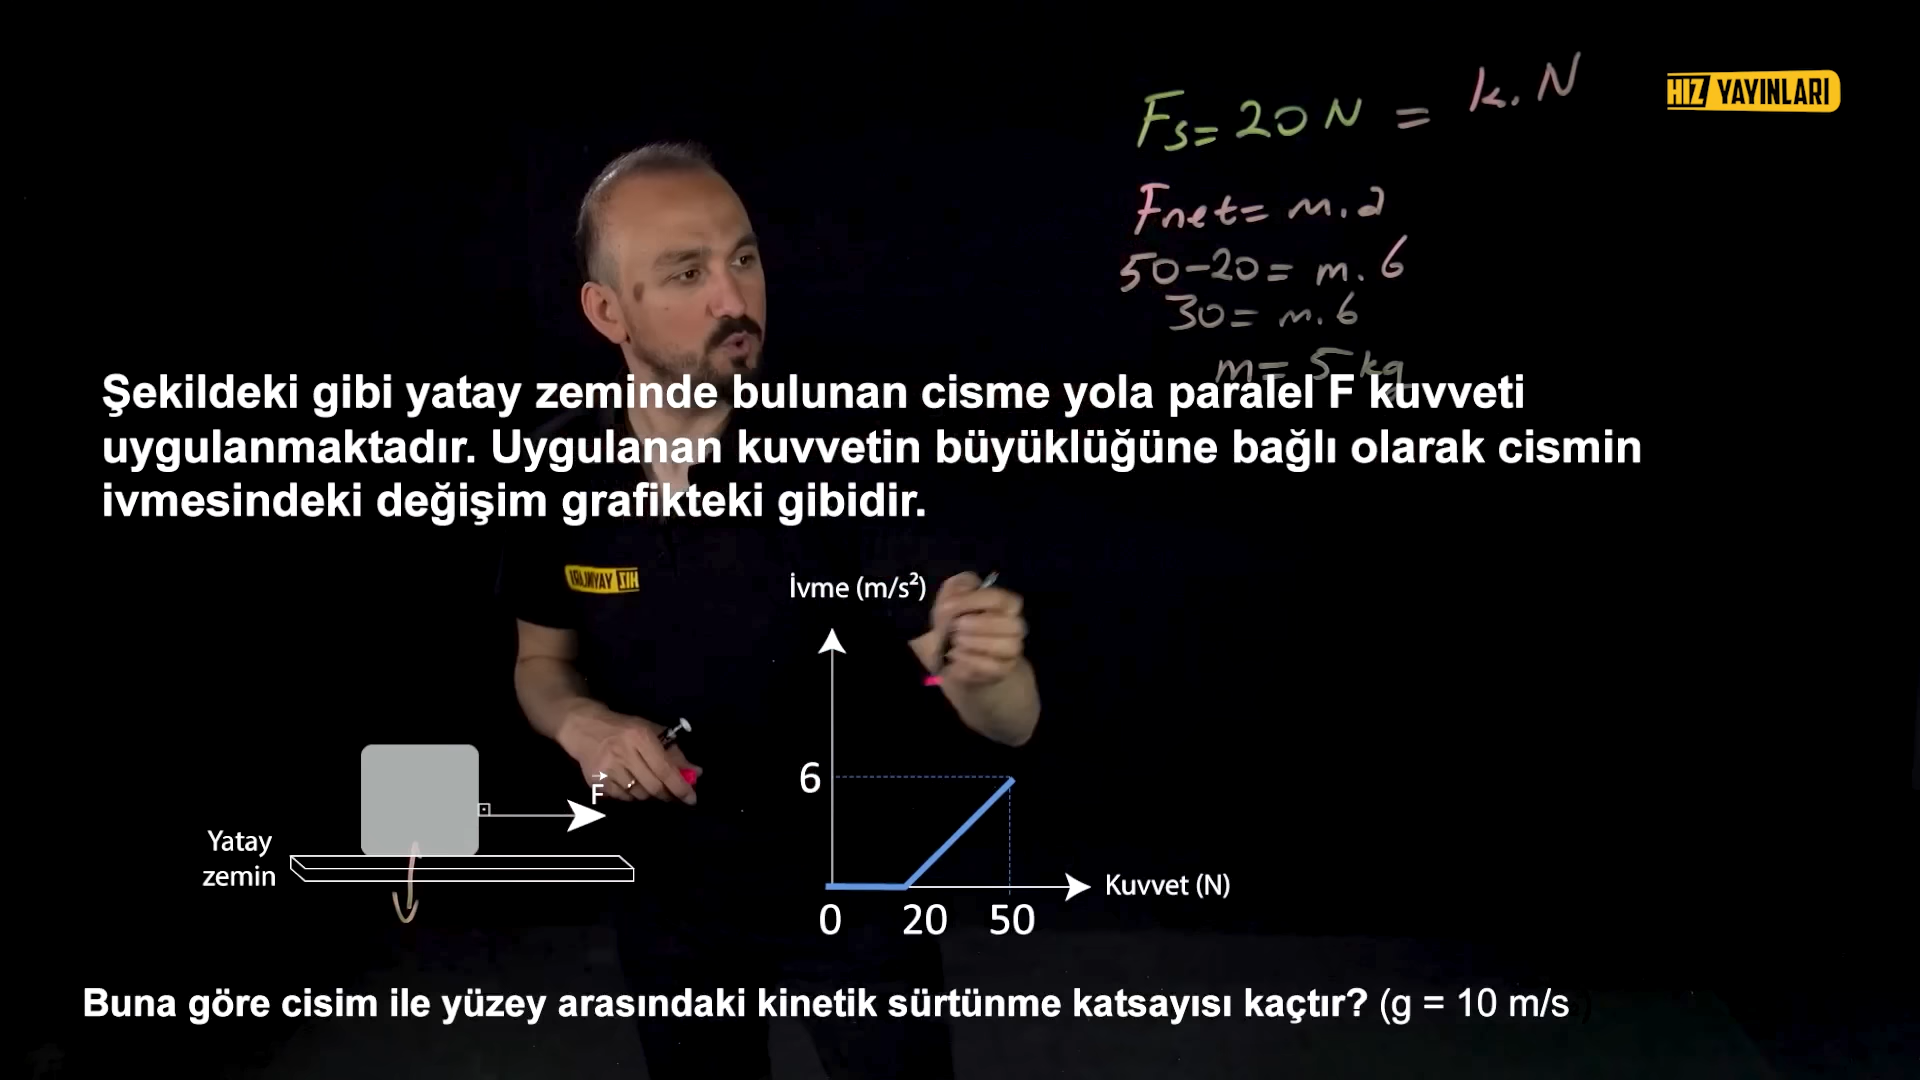 HIZ YAYINLARI
Fs = 20 N = k. N
Fnet = m.a
50-20 = m. 6
30 = m. 6
m = 5 kg
Şekildeki gibi yatay zeminde bulunan cisme yola paralel F kuvveti
uygulanmaktadır. Uygulanan kuvvetin büyüklüğüne bağlı olarak cismin
ivmesindeki değişim grafikteki gibidir.
HIZ YAYINLARI
İvme (m/s²)
6
F
Yatay
zemin
Kuvvet (N)
0 20 50
Buna göre cisim ile yüzey arasındaki kinetik sürtünme katsayısı kaçtır? (g = 10 m/s